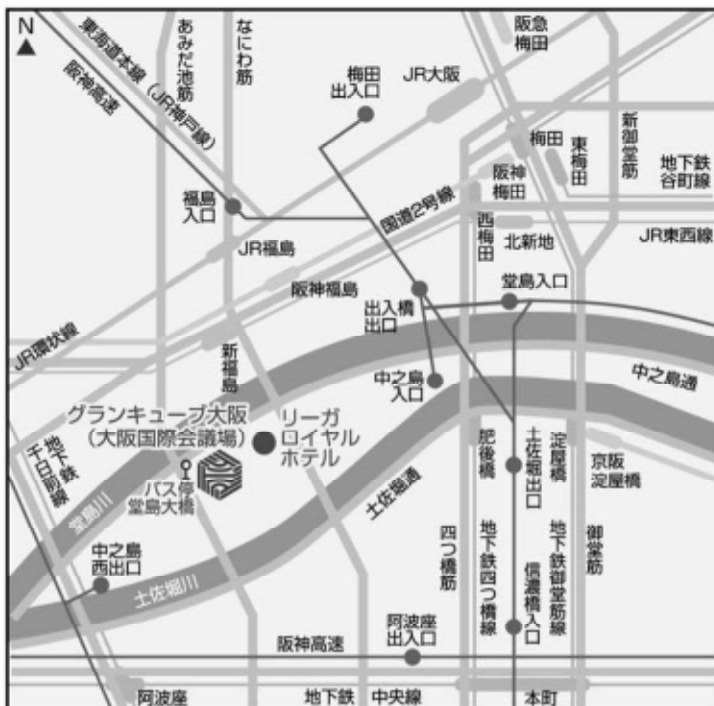 N
阪急
梅田
東海道本線（JR神戸線）
阪神高速
あみだ池筋
なにわ筋
梅田
出入口
JR大阪
新御堂筋
梅田
東梅田
地下鉄
谷町線
阪神
梅田
国道2号線
福島
入口
西梅田
北新地
JR東西線
JR福島
阪神福島
堂島入口
出入橋
出口
JR環状線
新福島
中之島
入口
中之島通
グランキューブ大阪
（大阪国際会議場）
リーガ
ロイヤル
ホテル
地下鉄
千日前線
バス停
堂島大橋
肥後橋
土佐堀出口
淀屋橋
京阪
淀屋橋
堂島川
土佐堀通
中之島
西出口
土佐堀川
四つ橋筋
地下鉄四つ橋線
信濃橋入口
地下鉄御堂筋線
御堂筋
阪神高速
阿波座
出入口
阿波座
地下鉄
中央線
本町